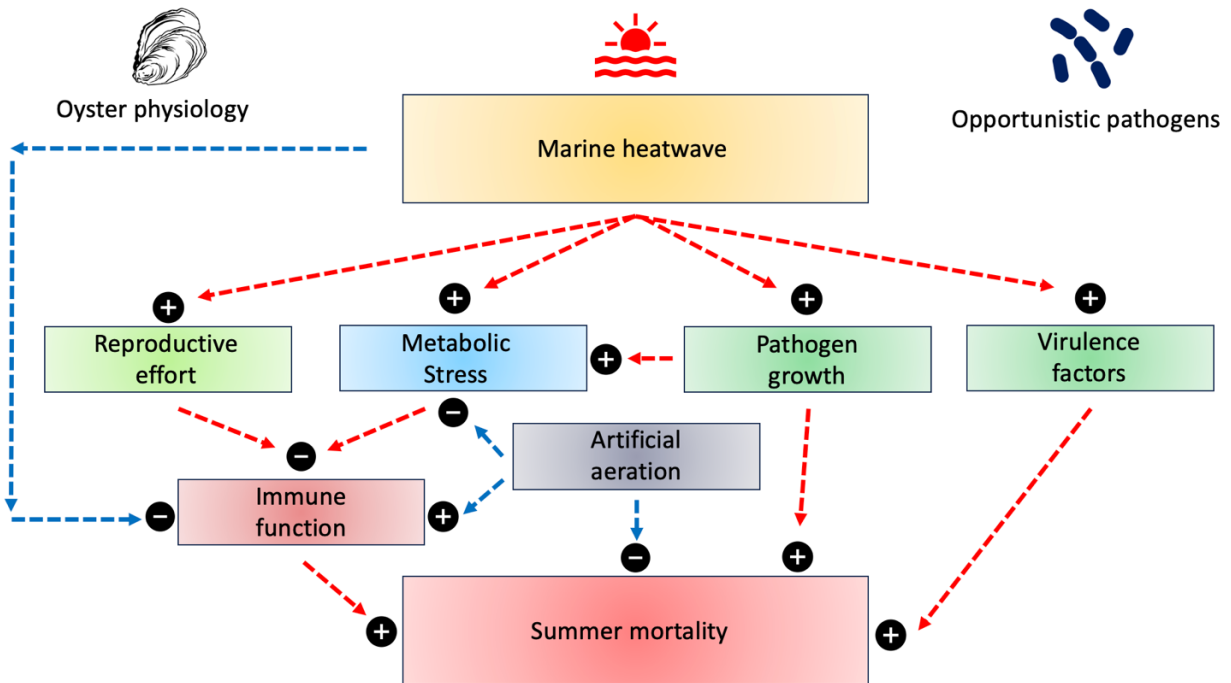 Oyster physiology
Opportunistic pathogens
Marine heatwave
+
+
+
+
Reproductive
effort
Metabolic
Stress
+
Pathogen
growth
Virulence
factors
−
Artificial
aeration
−
Immune
function
−
+
−
+
Summer mortality
+
+